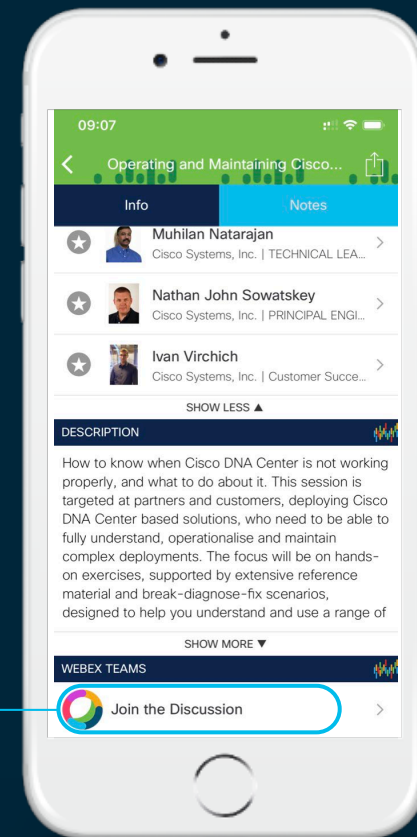 09:07
Operating and Maintaining Cisco...
Info
Notes
Muhilan Natarajan
Cisco Systems, Inc. | TECHNICAL LEA...
Nathan John Sowatskey
Cisco Systems, Inc. | PRINCIPAL ENGI...
Ivan Virchich
Cisco Systems, Inc. | Customer Succe...
SHOW LESS ▲
DESCRIPTION
How to know when Cisco DNA Center is not working
properly, and what to do about it. This session is
targeted at partners and customers, deploying Cisco
DNA Center based solutions, who need to be able to
fully understand, operationalise and maintain
complex deployments. The focus will be on hands-
on exercises, supported by extensive reference
material and break-diagnose-fix scenarios,
designed to help you understand and use a range of
SHOW MORE ▼
WEBEX TEAMS
Join the Discussion